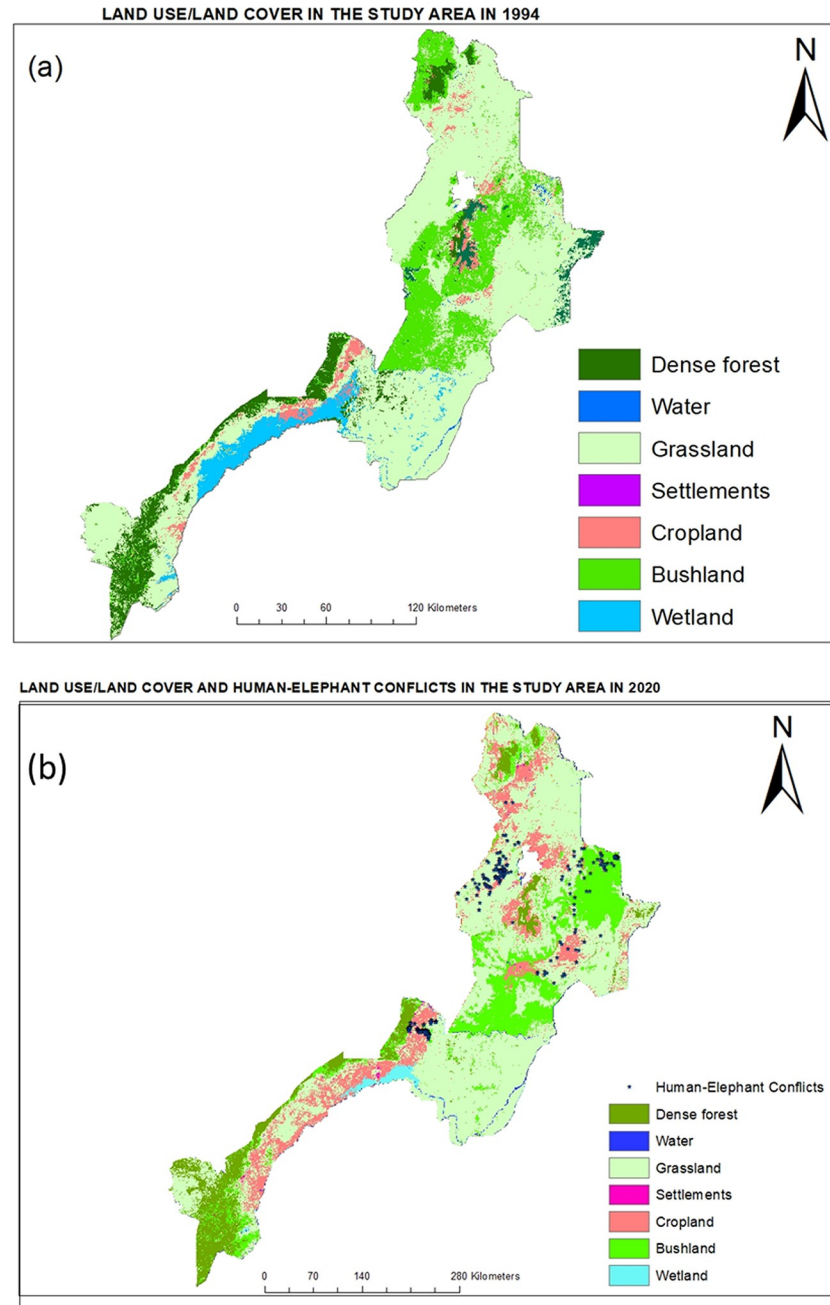 LAND USE/LAND COVER IN THE STUDY AREA IN 1994
(a)
N
Dense forest
Water
Grassland
Settlements
Cropland
Bushland
Wetland
0 30 60 120 Kilometers
LAND USE/LAND COVER AND HUMAN-ELEPHANT CONFLICTS IN THE STUDY AREA IN 2020
(b)
N
Human-Elephant Conflicts
Dense forest
Water
Grassland
Settlements
Cropland
Bushland
Wetland
0 70 140 280 Kilometers